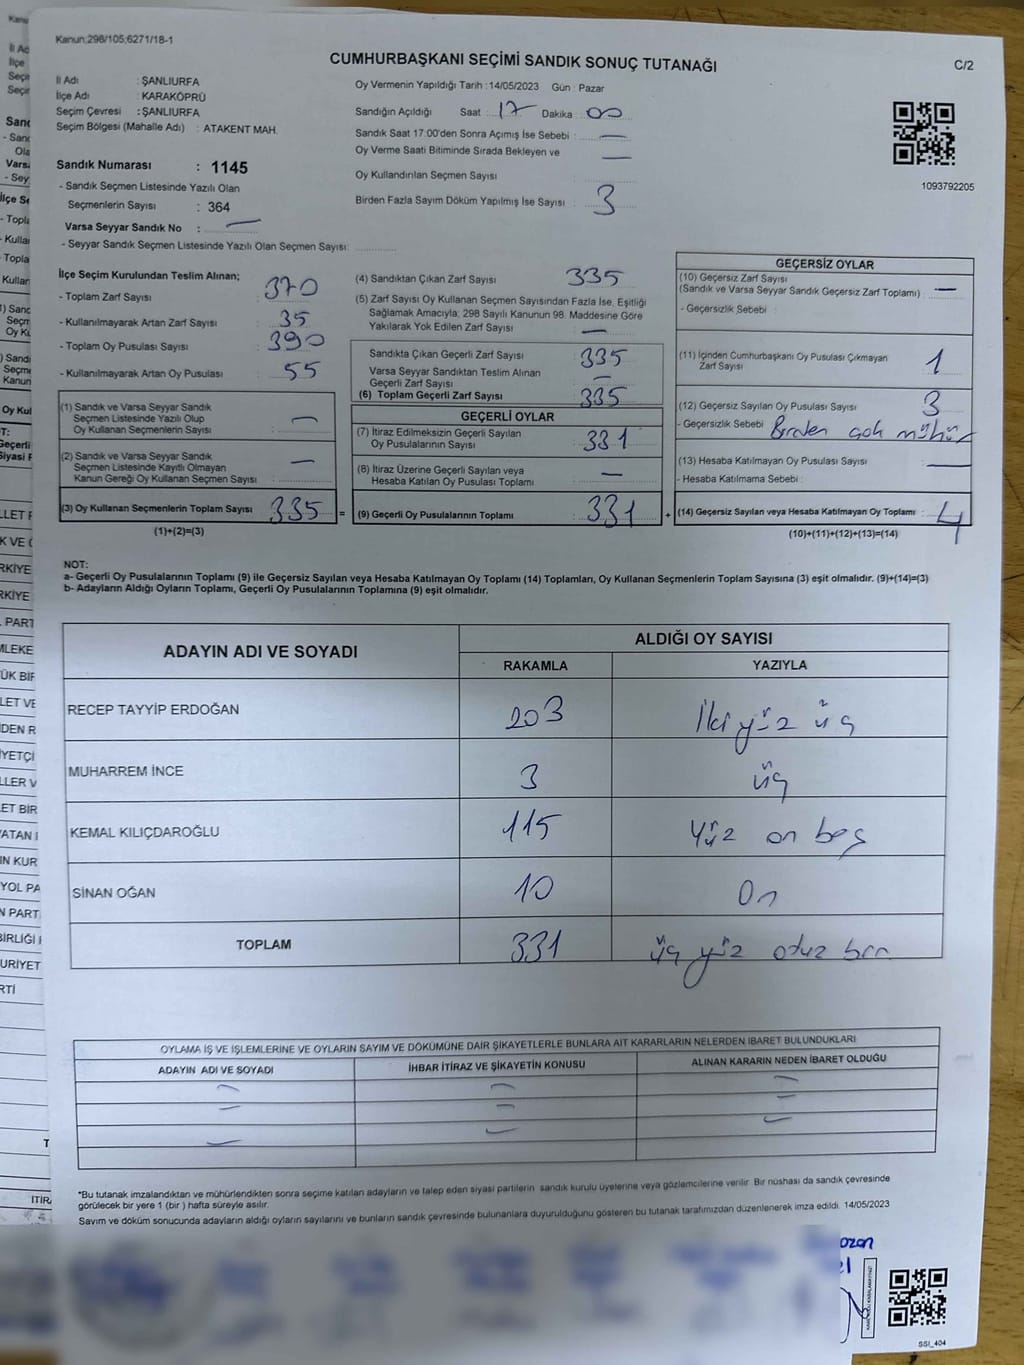 Kanun;298/105;6271/18-1
CUMHURBAŞKANI SEÇİMİ SANDIK SONUÇ TUTANAĞI
C/2
İl Adı : ŞANLIURFA
İlçe Adı : KARAKÖPRÜ
Seçim Çevresi : ŞANLIURFA
Seçim Bölgesi (Mahalle Adı) : ATAKENT MAH.
Sandık Numarası : 1145
- Sandık Seçmen Listesinde Yazılı Olan
Seçmenlerin Sayısı : 364
Varsa Seyyar Sandık No : —
- Seyyar Sandık Seçmen Listesinde Yazılı Olan Seçmen Sayısı:
Oy Vermenin Yapıldığı Tarih : 14/05/2023 Gün : Pazar
Sandığın Açıldığı Saat : 17 Dakika : 00
Sandık Saat 17.00'den Sonra Açımış İse Sebebi : —
Oy Verme Saati Bitiminde Sırada Bekleyen ve —
Oy Kullandırılan Seçmen Sayısı
Birden Fazla Sayım Döküm Yapılmış İse Sayısı : 3
1093792205
İlçe Seçim Kurulundan Teslim Alınan;
- Toplam Zarf Sayısı : 370
- Kullanılmayarak Artan Zarf Sayısı : 35
- Toplam Oy Pusulası Sayısı : 390
- Kullanılmayarak Artan Oy Pusulası : 55
(1) Sandık ve Varsa Seyyar Sandık
Seçmen Listesinde Yazılı Olup
Oy Kullanan Seçmenlerin Sayısı : —
(2) Sandık ve Varsa Seyyar Sandık
Seçmen Listesinde Kayıtlı Olmayan
Kanun Gereği Oy Kullanan Seçmen Sayısı : —
(3) Oy Kullanan Seçmenlerin Toplam Sayısı : 335 =
(1)+(2)=(3)
(4) Sandıktan Çıkan Zarf Sayısı : 335
(5) Zarf Sayısı Oy Kullanan Seçmen Sayısından Fazla İse, Eşitliği
Sağlamak Amacıyla; 298 Sayılı Kanunun 98. Maddesine Göre
Yakılarak Yok Edilen Zarf Sayısı : —
Sandıkta Çıkan Geçerli Zarf Sayısı : 335
Varsa Seyyar Sandıktan Teslim Alınan
Geçerli Zarf Sayısı : —
(6) Toplam Geçerli Zarf Sayısı : 335
GEÇERLİ OYLAR
(7) İtiraz Edilmeksizin Geçerli Sayılan
Oy Pusulalarının Sayısı : 331
(8) İtiraz Üzerine Geçerli Sayılan veya
Hesaba Katılan Oy Pusulası Toplamı : —
(9) Geçerli Oy Pusulalarının Toplamı : 331 +
GEÇERSİZ OYLAR
(10) Geçersiz Zarf Sayısı
(Sandık ve Varsa Seyyar Sandık Geçersiz Zarf Toplamı) : —
- Geçersizlik Sebebi :
(11) İçinden Cumhurbaşkanı Oy Pusulası Çıkmayan
Zarf Sayısı : 1
(12) Geçersiz Sayılan Oy Pusulası Sayısı : 3
- Geçersizlik Sebebi : Birden çok mühür
(13) Hesaba Katılmayan Oy Pusulası Sayısı : —
- Hesaba Katılmama Sebebi :
(14) Geçersiz Sayılan veya Hesaba Katılmayan Oy Toplamı : 4
(10)+(11)+(12)+(13)=(14)
NOT:
a- Geçerli Oy Pusulalarının Toplamı (9) ile Geçersiz Sayılan veya Hesaba Katılmayan Oy Toplamı (14) Toplamları, Oy Kullanan Seçmenlerin Toplam Sayısına (3) eşit olmalıdır. (9)+(14)=(3)
b- Adayların Aldığı Oyların Toplamı, Geçerli Oy Pusulalarının Toplamına (9) eşit olmalıdır.
ADAYIN ADI VE SOYADI
ALDIĞI OY SAYISI
RAKAMLA YAZIYLA
RECEP TAYYİP ERDOĞAN 203 İki yüz üç
MUHARREM İNCE 3 üç
KEMAL KILIÇDAROĞLU 115 Yüz on beş
SİNAN OĞAN 10 On
TOPLAM 331 üç yüz otuz bir
OYLAMA İŞ VE İŞLEMLERİNE VE OYLARIN SAYIM VE DÖKÜMÜNE DAİR ŞİKAYETLERLE BUNLARA AİT KARARLARIN NELERDEN İBARET BULUNDUKLARI
ADAYIN ADI VE SOYADI İHBAR İTİRAZ VE ŞİKAYETİN KONUSU ALINAN KARARIN NEDEN İBARET OLDUĞU
*Bu tutanak imzalandıktan ve mühürlendikten sonra seçime katılan adayların ve talep eden siyasi partilerin sandık kurulu üyelerine veya gözlemcilerine verilir. Bir nüshası da sandık çevresinde
görülecek bir yere 1 (bir ) hafta süreyle asılır.
Sayım ve döküm sonucunda adayların aldığı oyların sayılarını ve bunların sandık çevresinde bulunanlara duyurulduğunu gösteren bu tutanak tarafımızdan düzenlenerek imza edildi. 14/05/2023
SSI_404